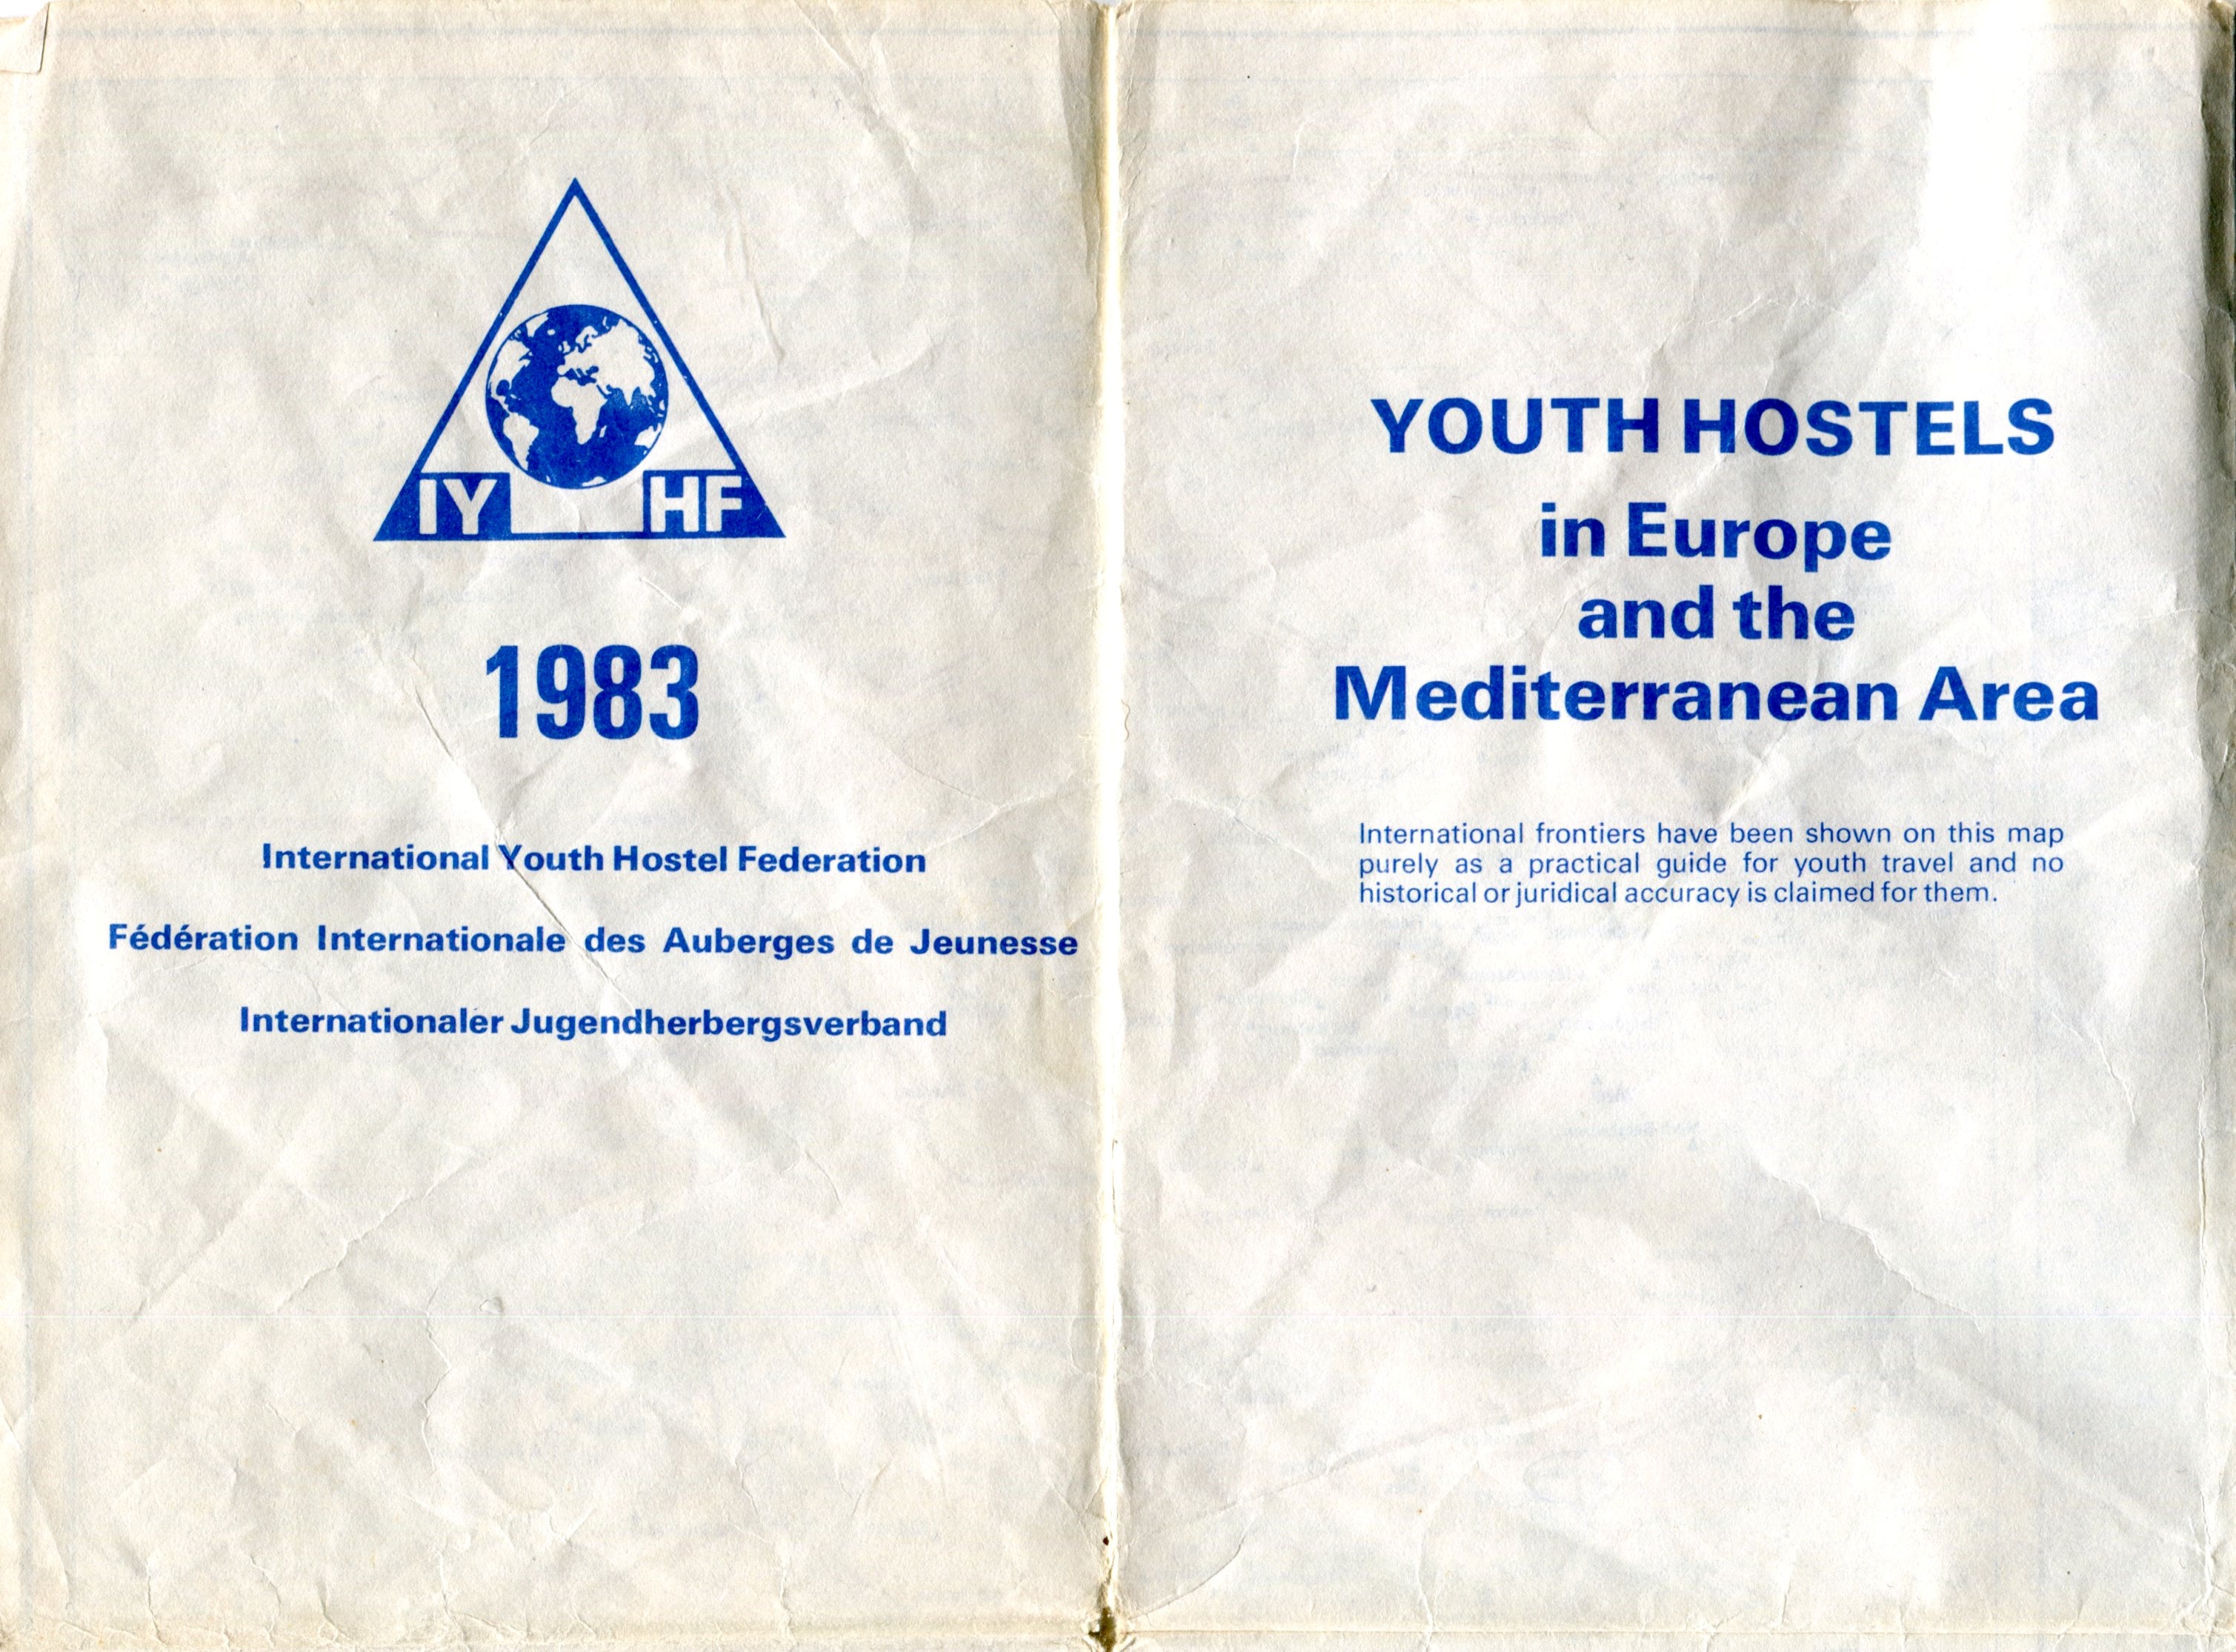 IY HF
1983
International Youth Hostel Federation
Fédération Internationale des Auberges de Jeunesse
Internationaler Jugendherbergsverband
YOUTH HOSTELS
in Europe
and the
Mediterranean Area
International frontiers have been shown on this map
purely as a practical guide for youth travel and no
historical or juridical accuracy is claimed for them.